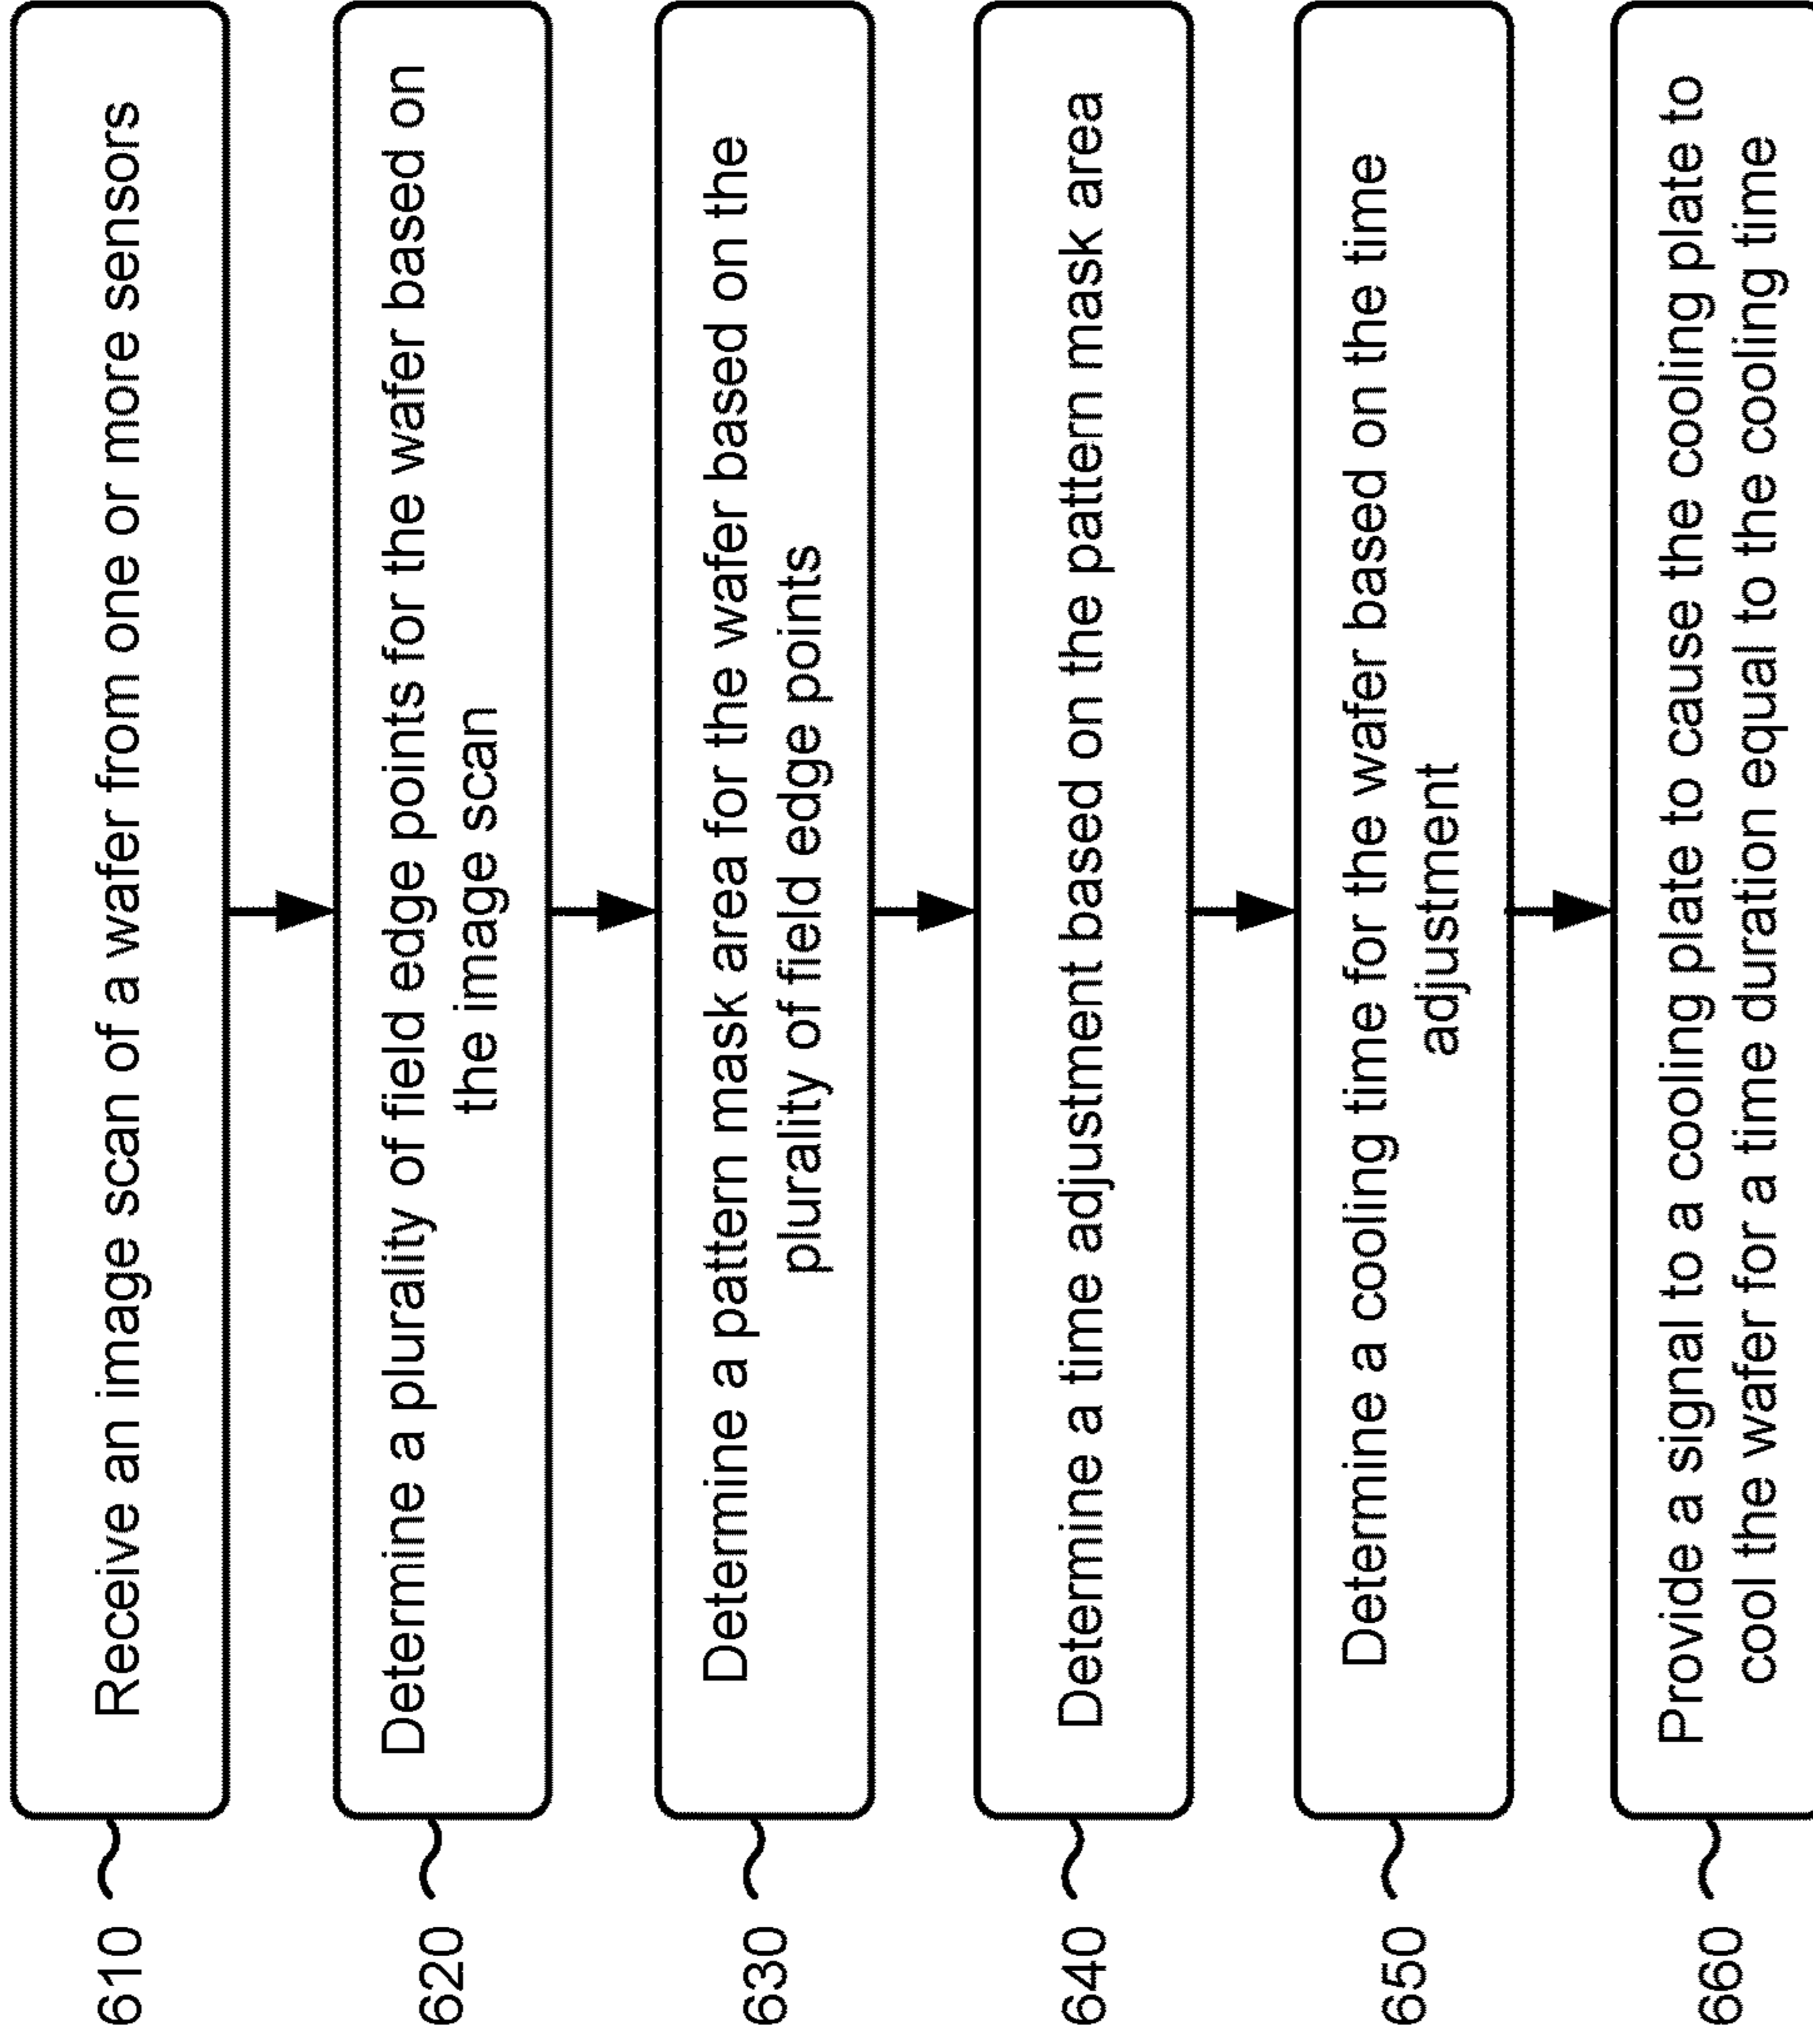 610
Receive an image scan of a wafer from one or more sensors
620
Determine a plurality of field edge points for the wafer based on
the image scan
630
Determine a pattern mask area for the wafer based on the
plurality of field edge points
640
Determine a time adjustment based on the pattern mask area
650
Determine a cooling time for the wafer based on the time
adjustment
660
Provide a signal to a cooling plate to cause the cooling plate to
cool the wafer for a time duration equal to the cooling time